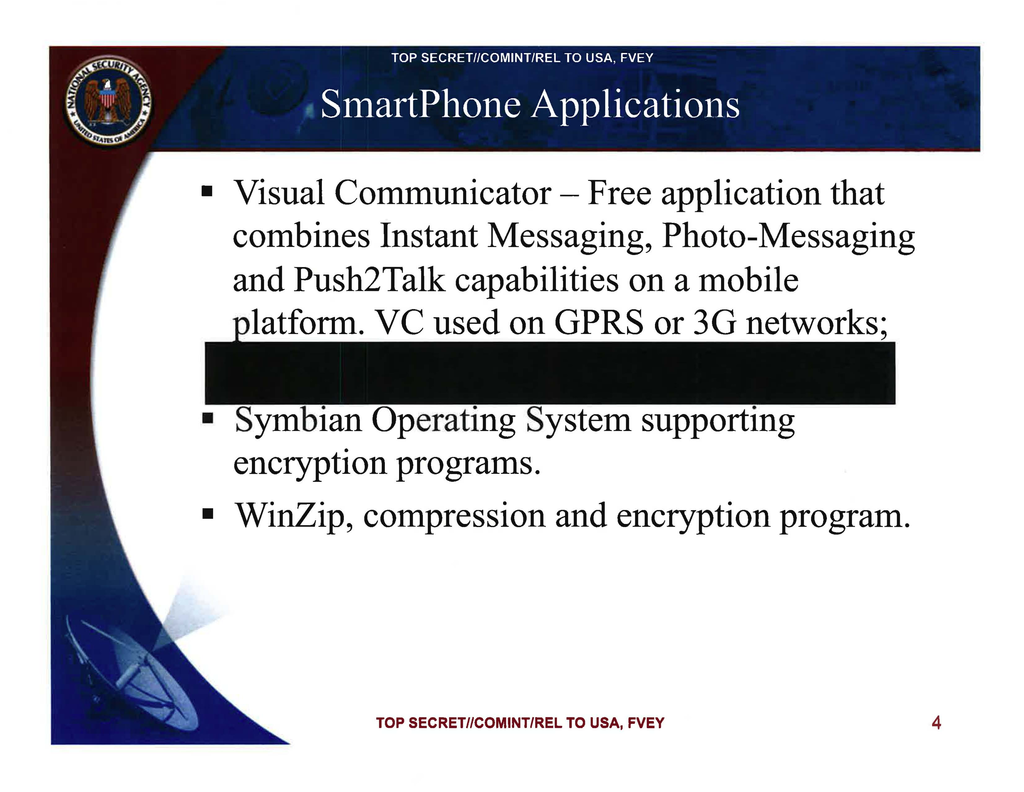 TOP SECRET//COMINT/REL TO USA, FVEY
NATIONAL SECURITY AGENCY
UNITED STATES OF AMERICA
SmartPhone Applications
▪ Visual Communicator – Free application that
combines Instant Messaging, Photo-Messaging
and Push2Talk capabilities on a mobile
platform. VC used on GPRS or 3G networks;
▪ Symbian Operating System supporting
encryption programs.
▪ WinZip, compression and encryption program.
TOP SECRET//COMINT/REL TO USA, FVEY
4